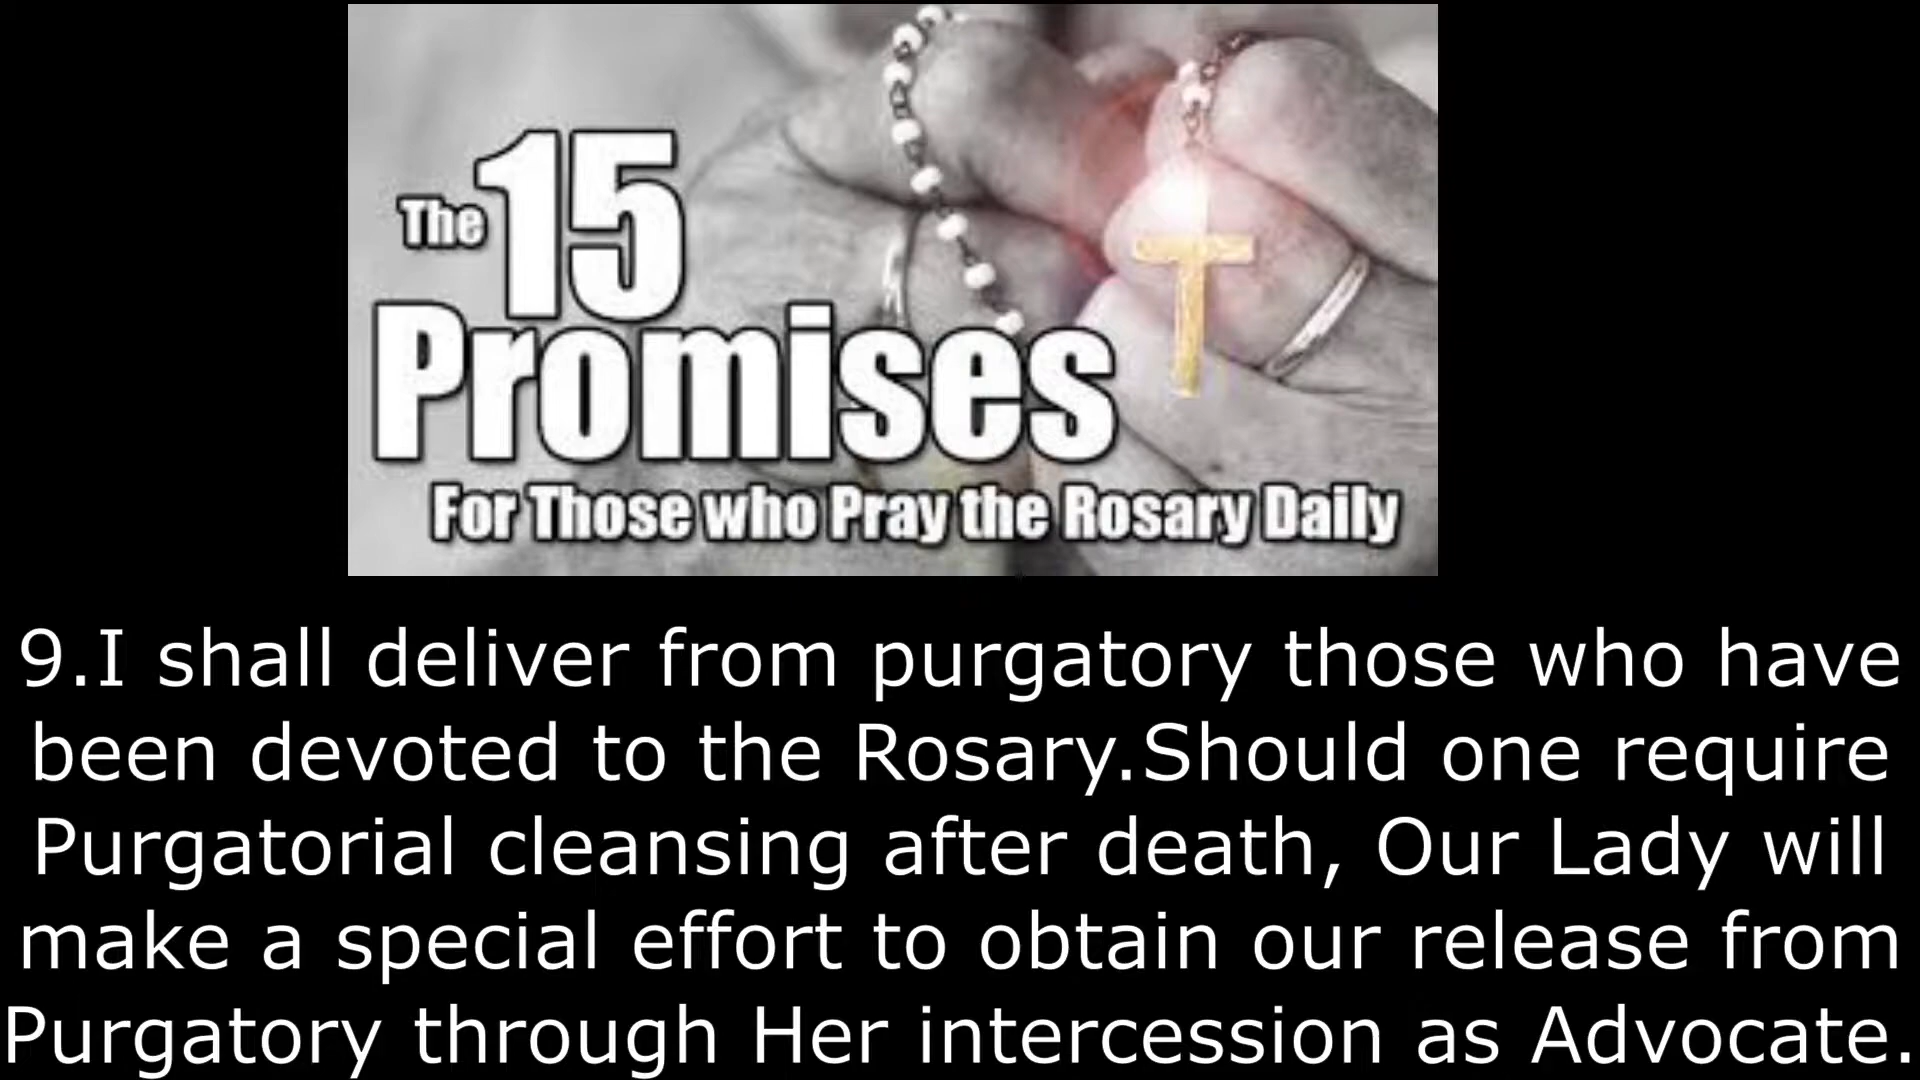 The 15
Promises
For Those who Pray the Rosary Daily
9.I shall deliver from purgatory those who have
been devoted to the Rosary.Should one require
Purgatorial cleansing after death, Our Lady will
make a special effort to obtain our release from
Purgatory through Her intercession as Advocate.